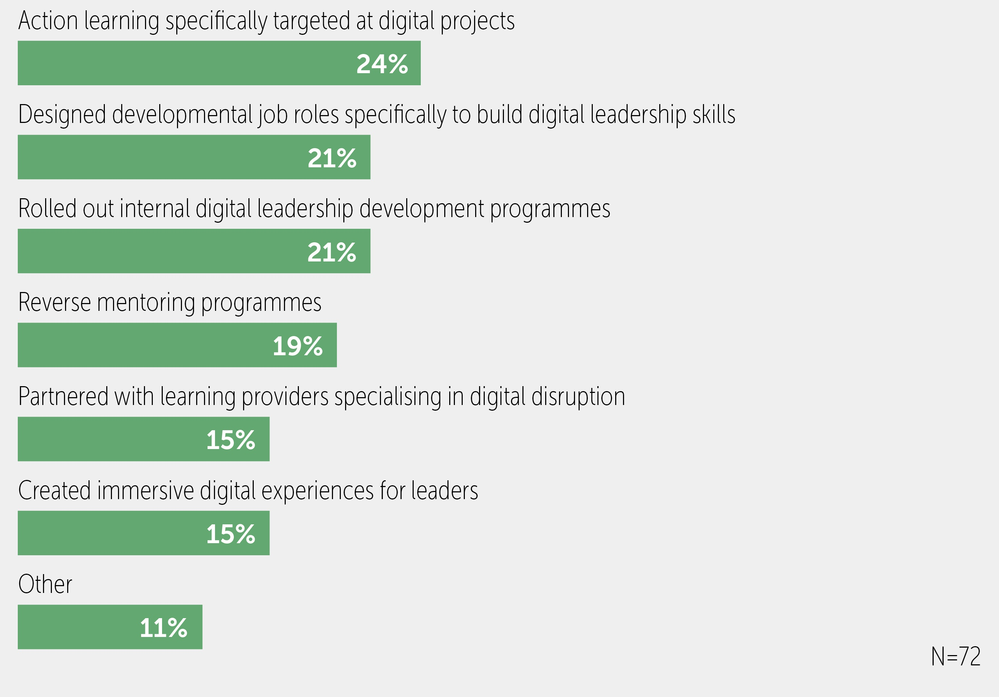 Action learning specifically targeted at digital projects
24%
Designed developmental job roles specifically to build digital leadership skills
21%
Rolled out internal digital leadership development programmes
21%
Reverse mentoring programmes
19%
Partnered with learning providers specialising in digital disruption
15%
Created immersive digital experiences for leaders
15%
Other
11%
N=72